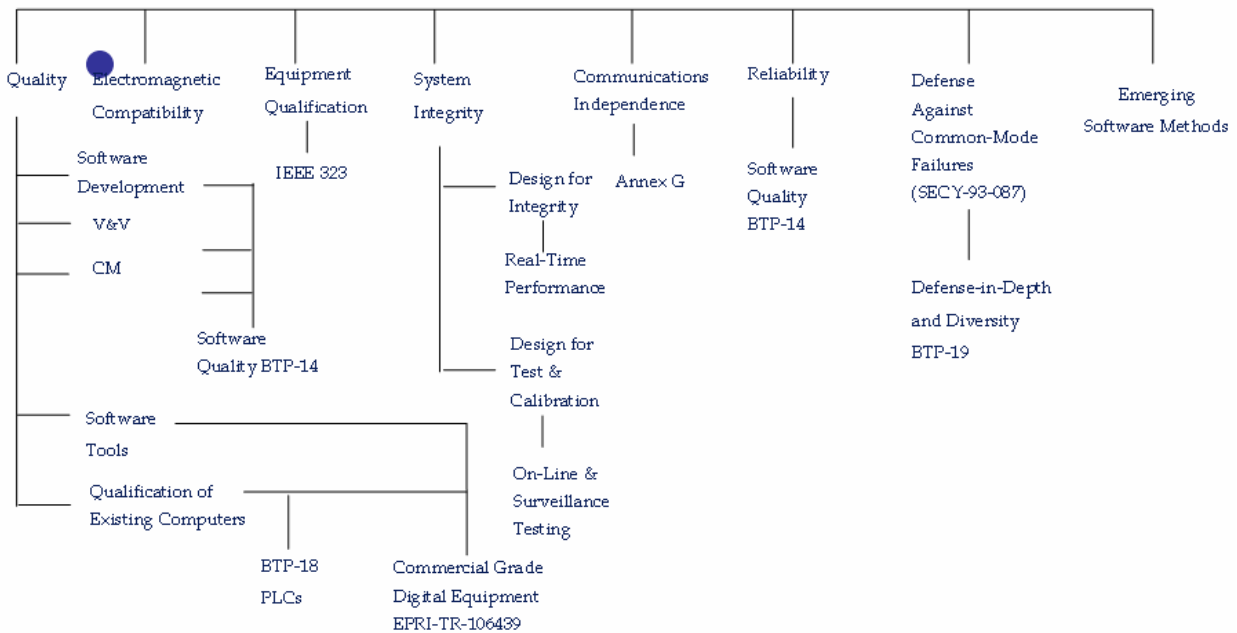 Quality
Electromagnetic
Compatibility
Equipment
Qualification
System
Integrity
Communications
Independence
Reliability
Defense
Against
Common-Mode
Failures
(SECY-93-087)
Emerging
Software Methods
Software
Development
V&V
CM
Software
Quality BTP-14
Software
Tools
Qualification of
Existing Computers
BTP-18
PLCs
Commercial Grade
Digital Equipment
EPRI-TR-106439
IEEE 323
Design for
Integrity
Real-Time
Performance
Design for
Test &
Calibration
On-Line &
Surveillance
Testing
Annex G
Software
Quality
BTP-14
Defense-in-Depth
and Diversity
BTP-19